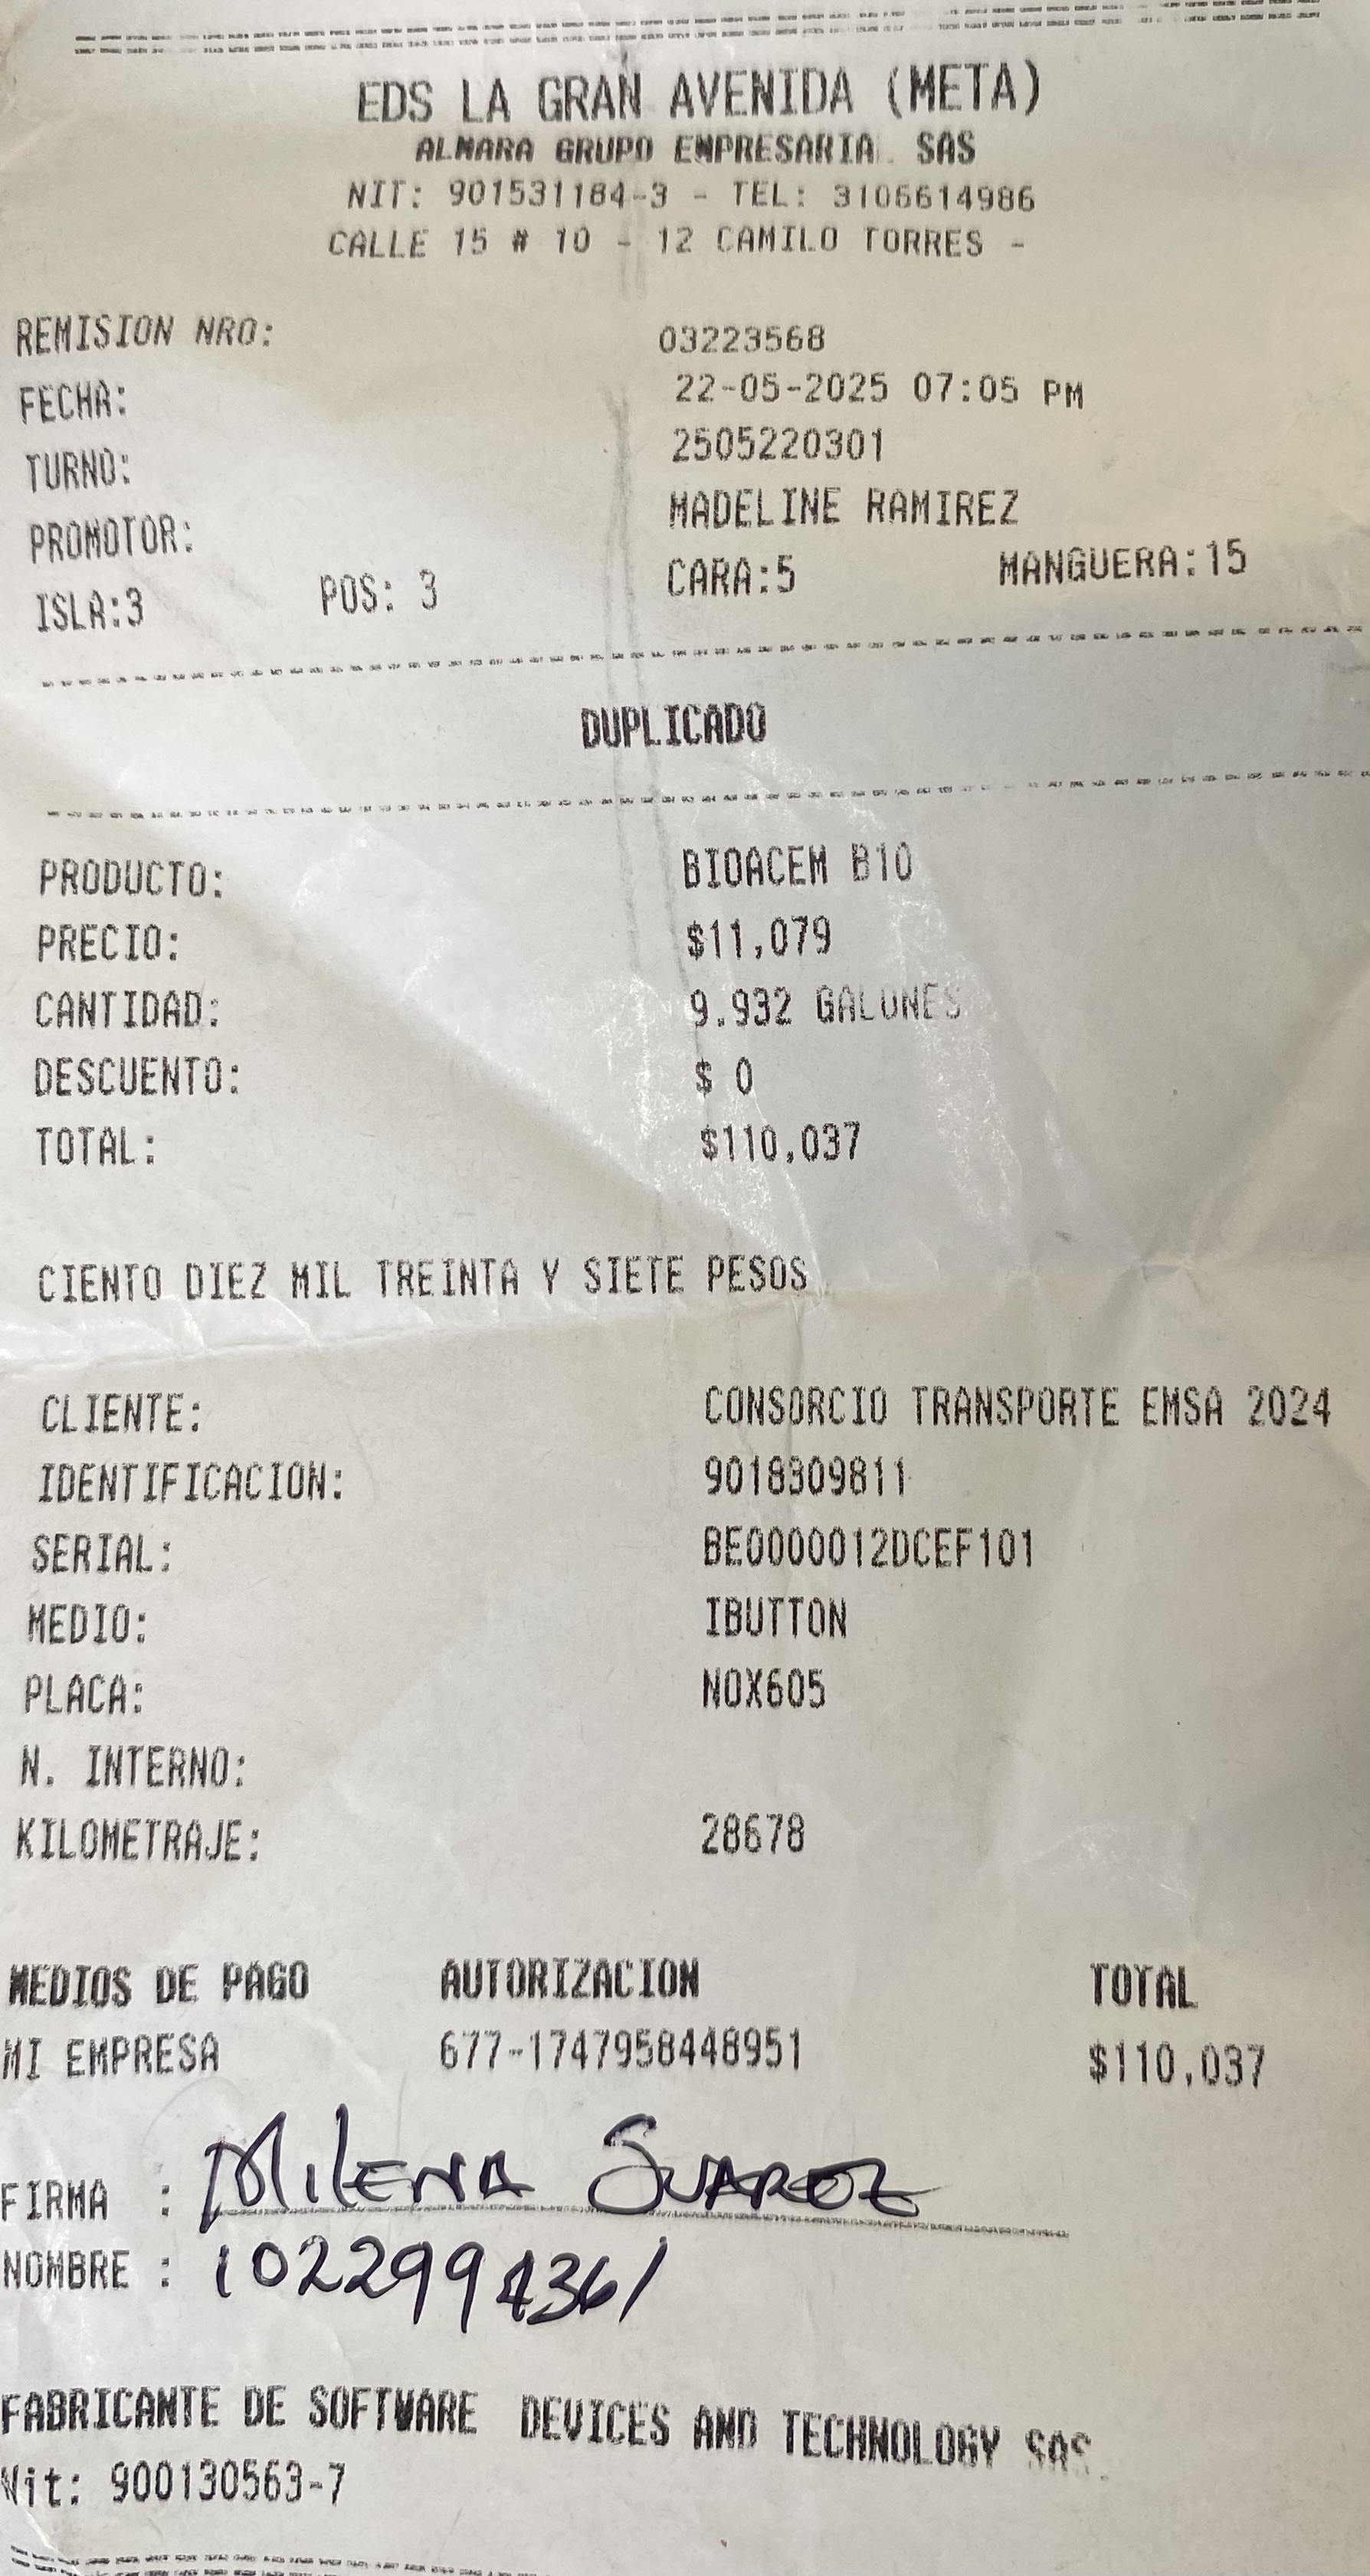 EDS LA GRAN AVENIDA (META)
ALMARA GRUPO EMPRESARIAL SAS
NIT: 901531184-3 - TEL: 3106614986
CALLE 15 # 10 - 12 CAMILO TORRES -
REMISION NRO: 03223568
FECHA: 22-05-2025 07:05 PM
TURNO: 2505220301
PROMOTOR: MADELINE RAMIREZ
ISLA:3 POS: 3 CARA:5 MANGUERA:15
DUPLICADO
PRODUCTO: BIOACEM B10
PRECIO: $11,079
CANTIDAD: 9.932 GALONES
DESCUENTO: $ 0
TOTAL: $110,037
CIENTO DIEZ MIL TREINTA Y SIETE PESOS
CLIENTE: CONSORCIO TRANSPORTE EMSA 2024
IDENTIFICACION: 9018309811
SERIAL: BE0000012DCEF101
MEDIO: IBUTTON
PLACA: NOX605
N. INTERNO:
KILOMETRAJE: 28678
MEDIOS DE PAGO AUTORIZACION TOTAL
MI EMPRESA 677-1747958448951 $110,037
FIRMA : MILENA SUAREZ
NOMBRE : 1022994361
FABRICANTE DE SOFTWARE DEVICES AND TECHNOLOGY SAS.
Nit: 900130563-7